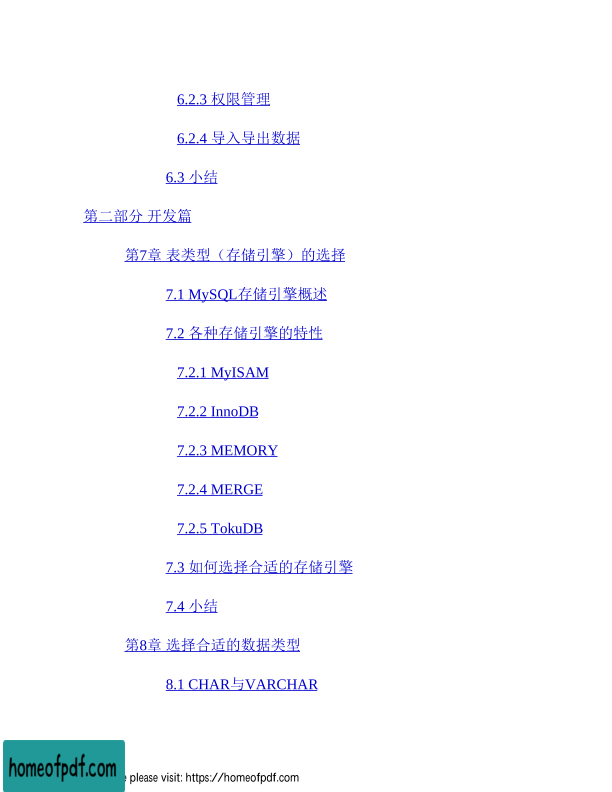 6.2.3 权限管理
6.2.4 导入导出数据
6.3 小结
第二部分 开发篇
第7章 表类型（存储引擎）的选择
7.1 MySQL存储引擎概述
7.2 各种存储引擎的特性
7.2.1 MyISAM
7.2.2 InnoDB
7.2.3 MEMORY
7.2.4 MERGE
7.2.5 TokuDB
7.3 如何选择合适的存储引擎
7.4 小结
第8章 选择合适的数据类型
8.1 CHAR与VARCHAR
homeofpdf.com
please visit: https://homeofpdf.com